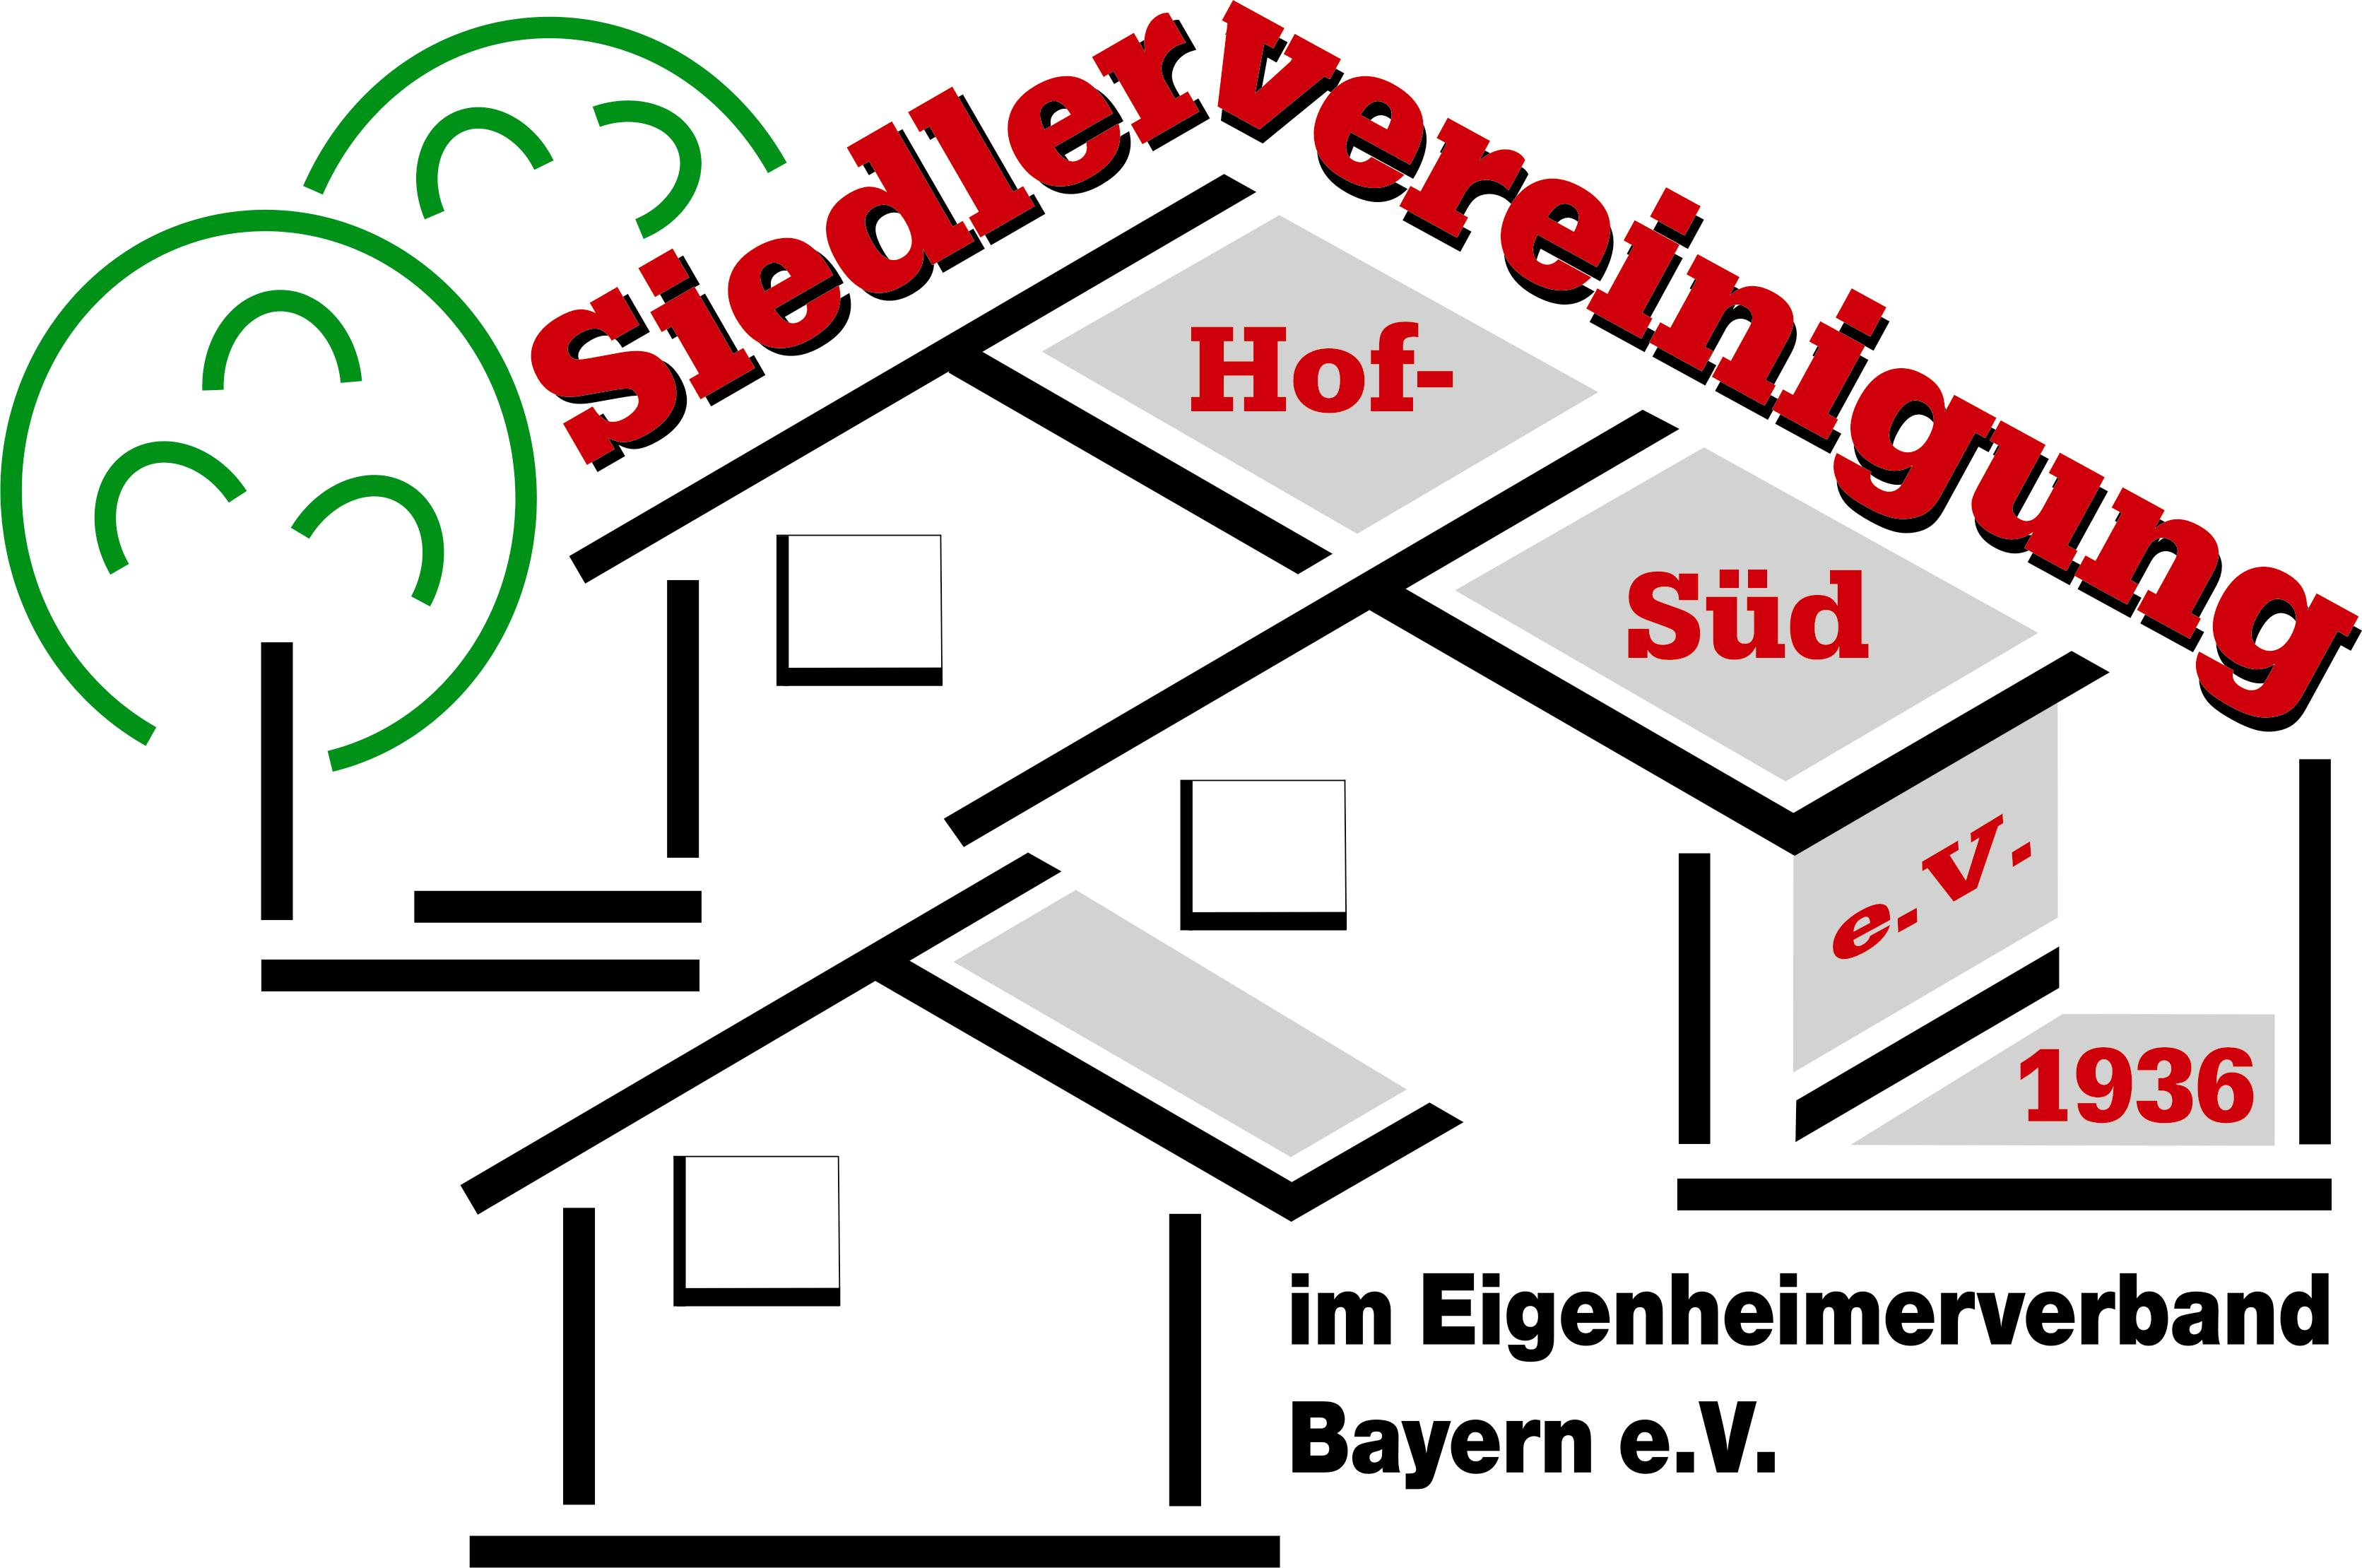 Siedlervereinigung
Hof-
Süd
e. V.
1936
im Eigenheimerverband
Bayern e.V.